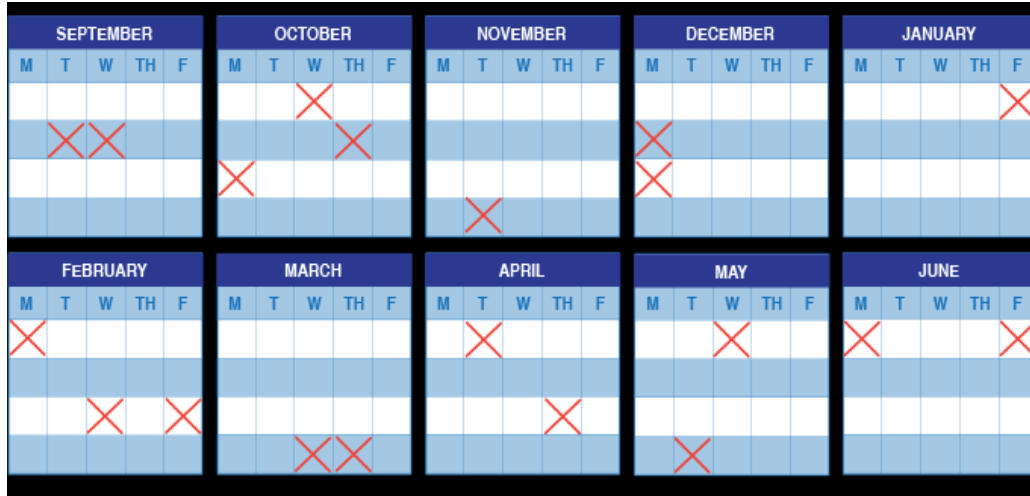 SEPTEMBER OCTOBER NOVEMBER DECEMBER JANUARY
M T W TH F M T W TH F M T W TH F M T W TH F M T W TH F
FEBRUARY MARCH APRIL MAY JUNE
M T W TH F M T W TH F M T W TH F M T W TH F M T W TH F